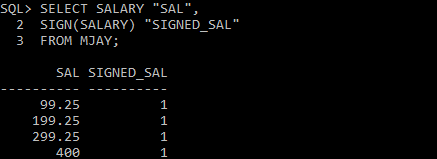 SQL> SELECT SALARY "SAL",
2 SIGN(SALARY) "SIGNED_SAL"
3 FROM MJAY;
SAL SIGNED_SAL
---------- ----------
99.25 1
199.25 1
299.25 1
400 1